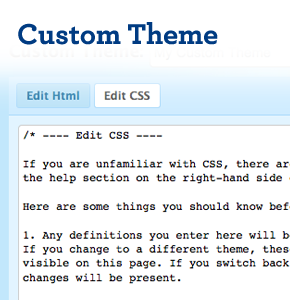 Custom Theme
Edit Html Edit CSS
/* ---- Edit CSS ----
If you are unfamiliar with CSS, there ar
the help section on the right-hand side
Here are some things you should know bef
1. Any definitions you enter here will b
If you change to a different theme, thes
visible on this page. If you switch back
changes will be present.